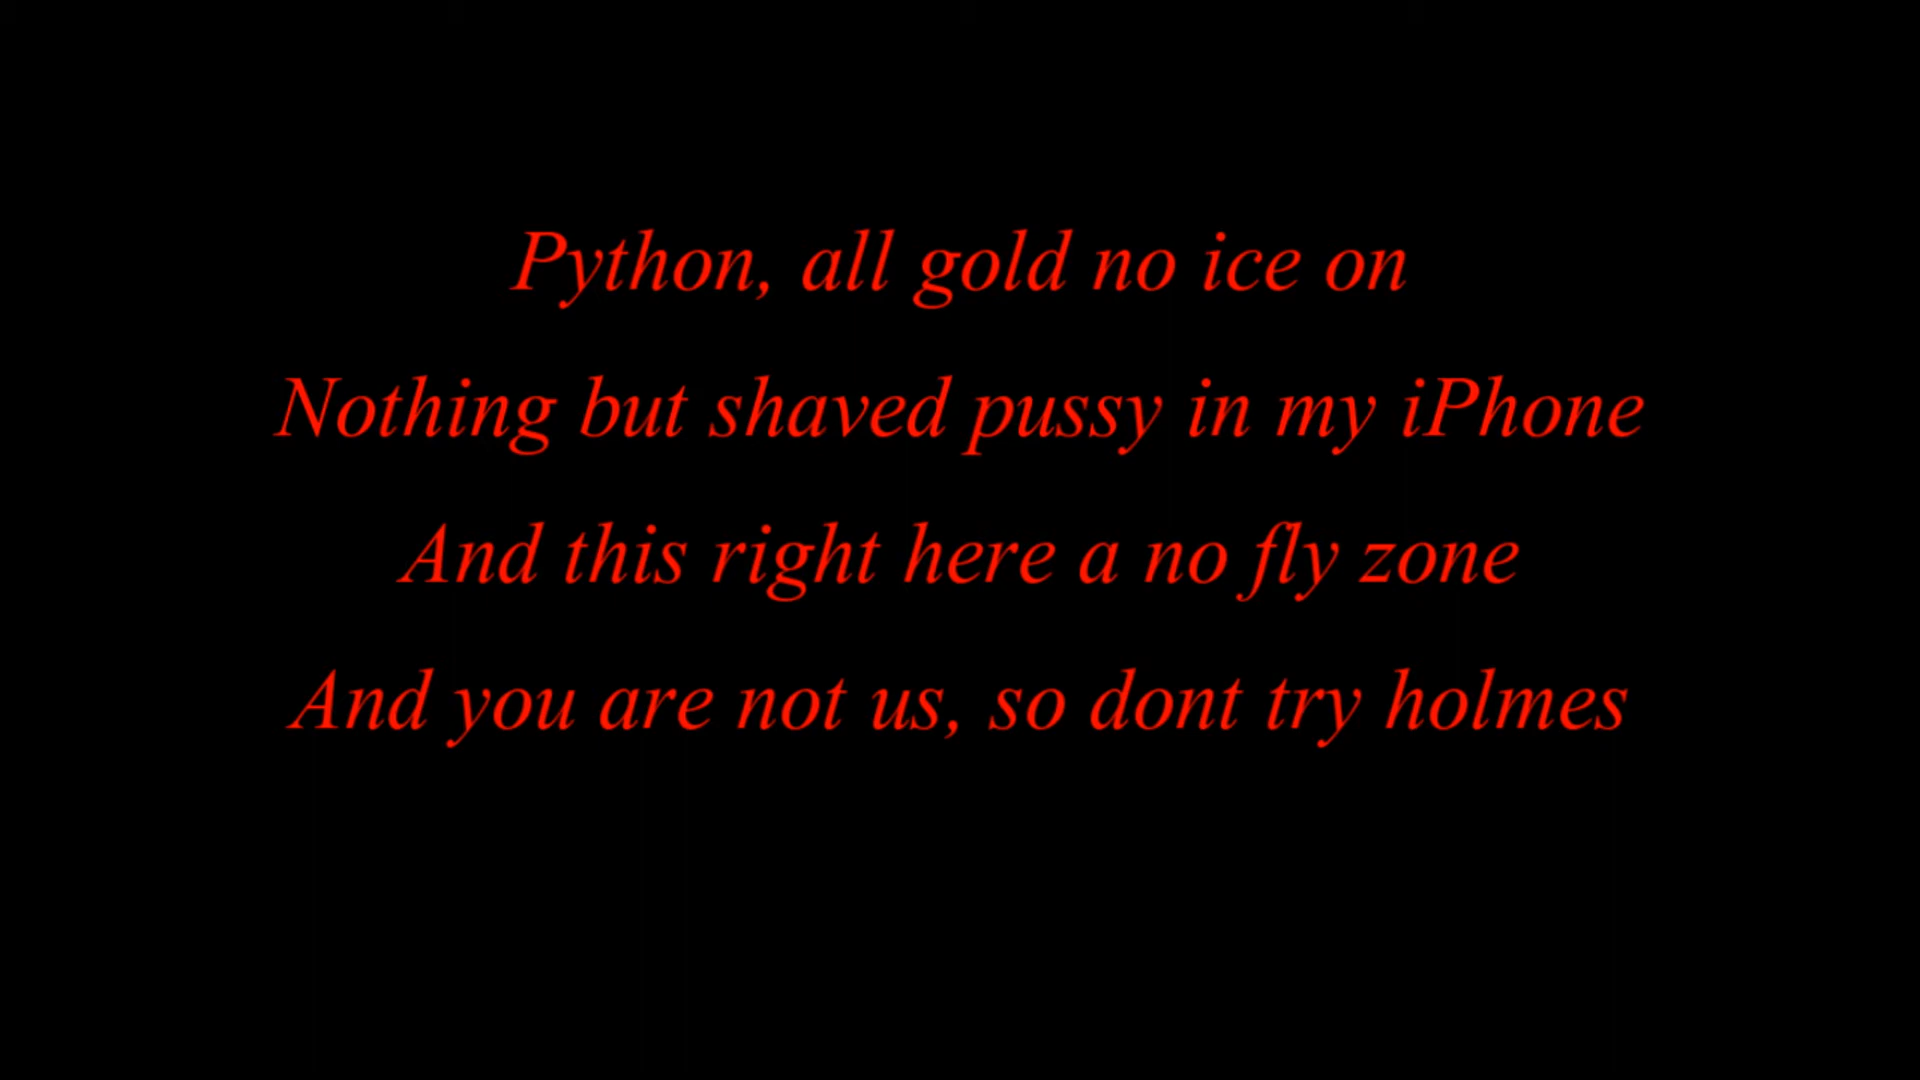 Python, all gold no ice on
Nothing but shaved pussy in my iPhone
And this right here a no fly zone
And you are not us, so dont try holmes